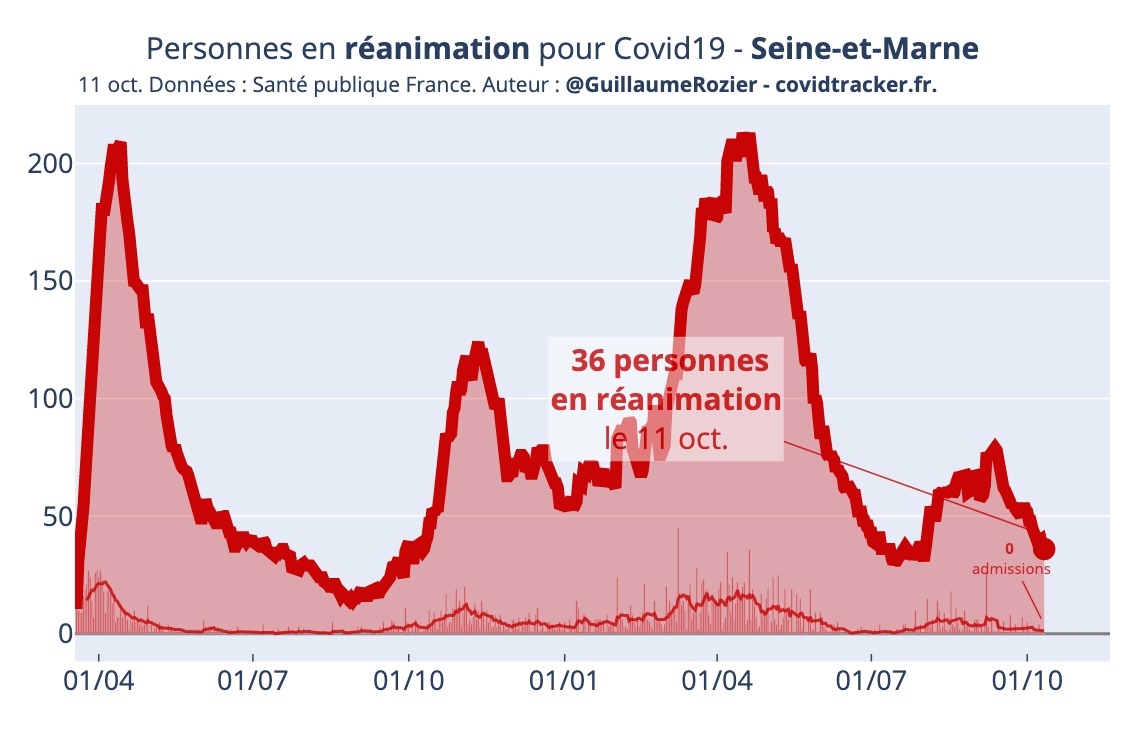 Personnes en réanimation pour Covid19 - Seine-et-Marne
11 oct. Données : Santé publique France. Auteur : @GuillaumeRozier - covidtracker.fr.
200
150
100
50
0
36 personnes
en réanimation
le 11 oct.
0
admissions
01/04
01/07
01/10
01/01
01/04
01/07
01/10